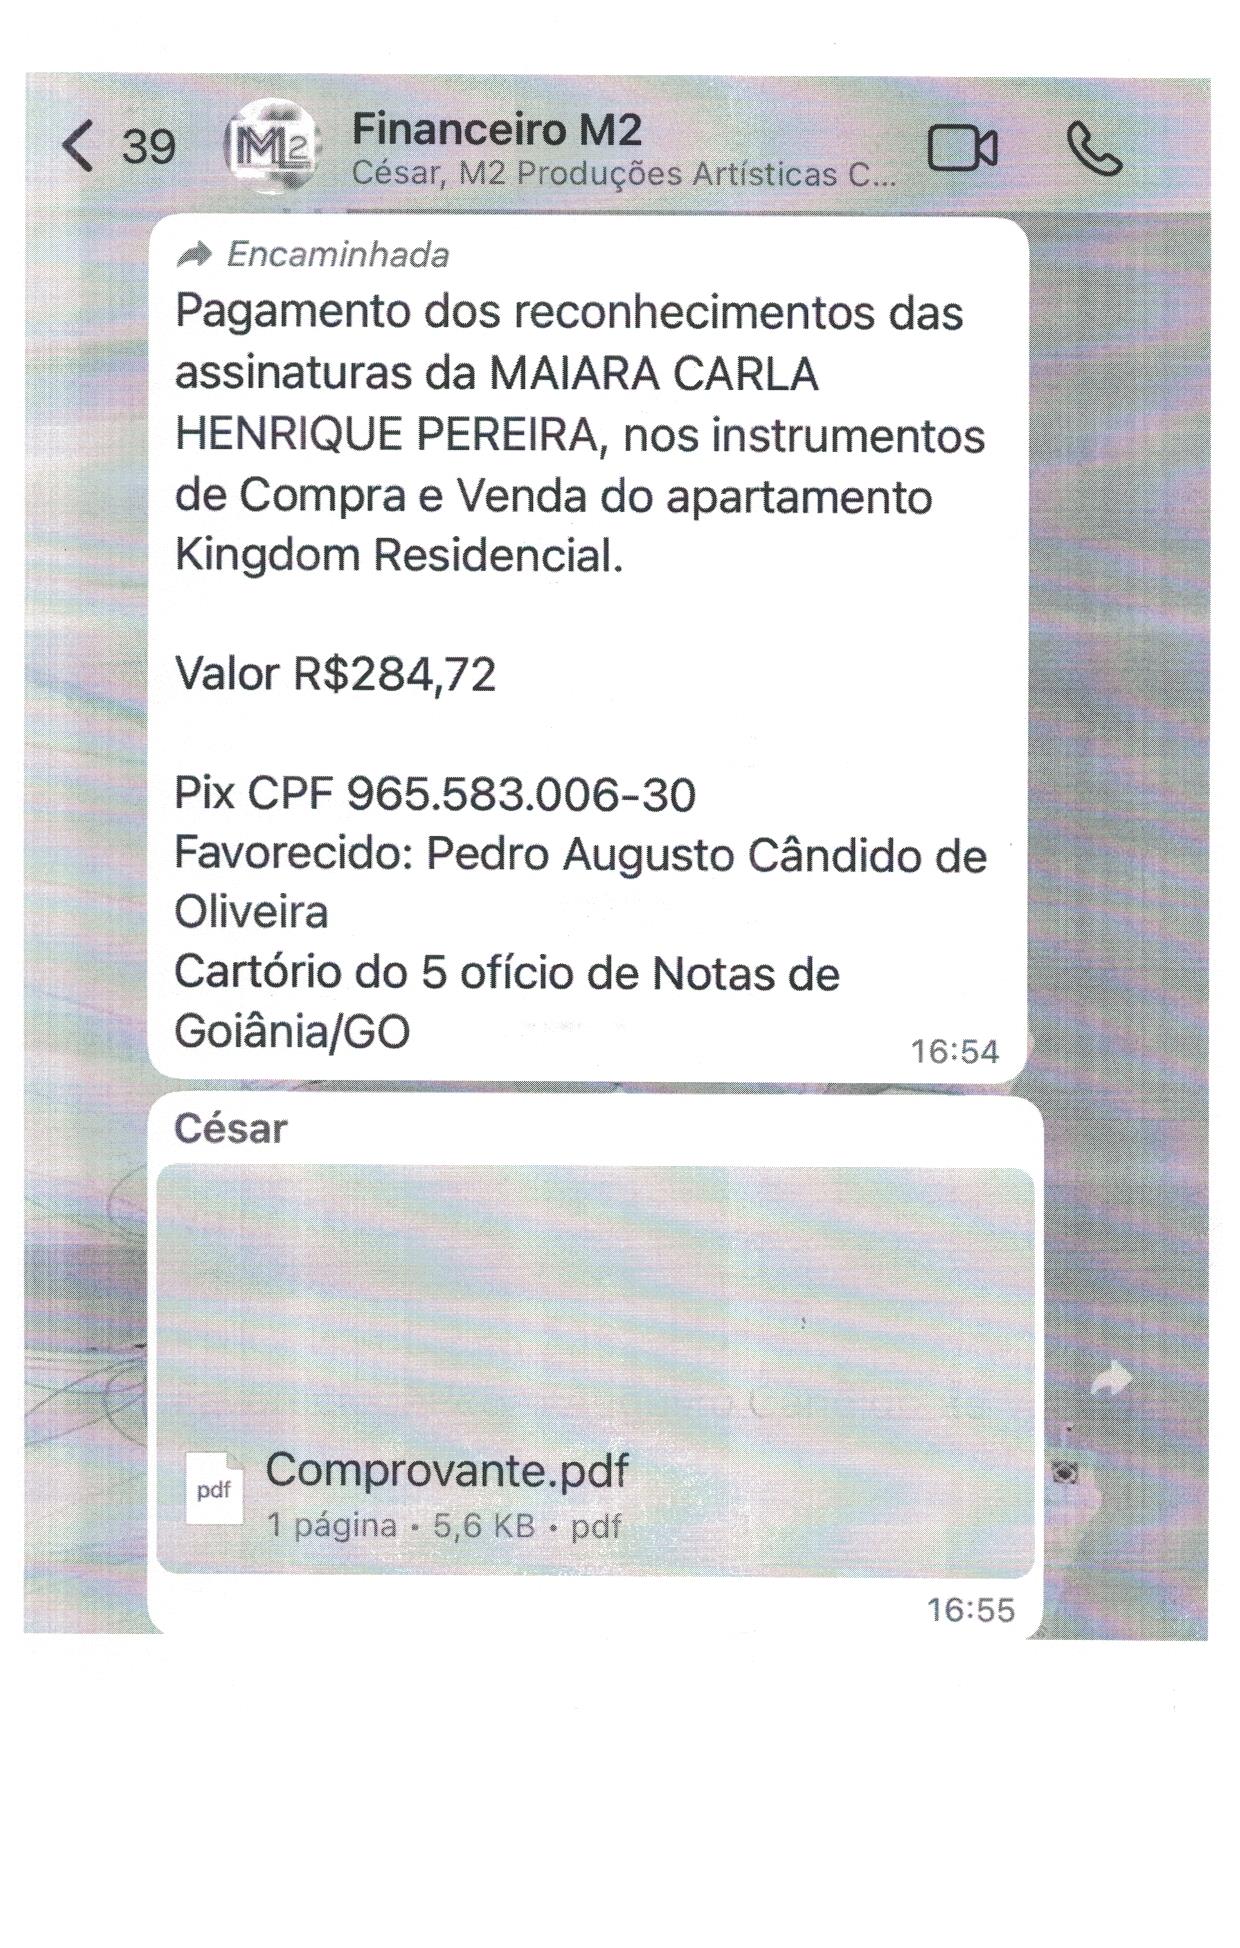 39
M2
Financeiro M2
César, M2 Produções Artísticas C...
Encaminhada
Pagamento dos reconhecimentos das
assinaturas da MAIARA CARLA
HENRIQUE PEREIRA, nos instrumentos
de Compra e Venda do apartamento
Kingdom Residencial.
Valor R$284,72
Pix CPF 965.583.006-30
Favorecido: Pedro Augusto Cândido de
Oliveira
Cartório do 5 ofício de Notas de
Goiânia/GO
16:54
César
pdf
Comprovante.pdf
1 página • 5,6 KB • pdf
16:55